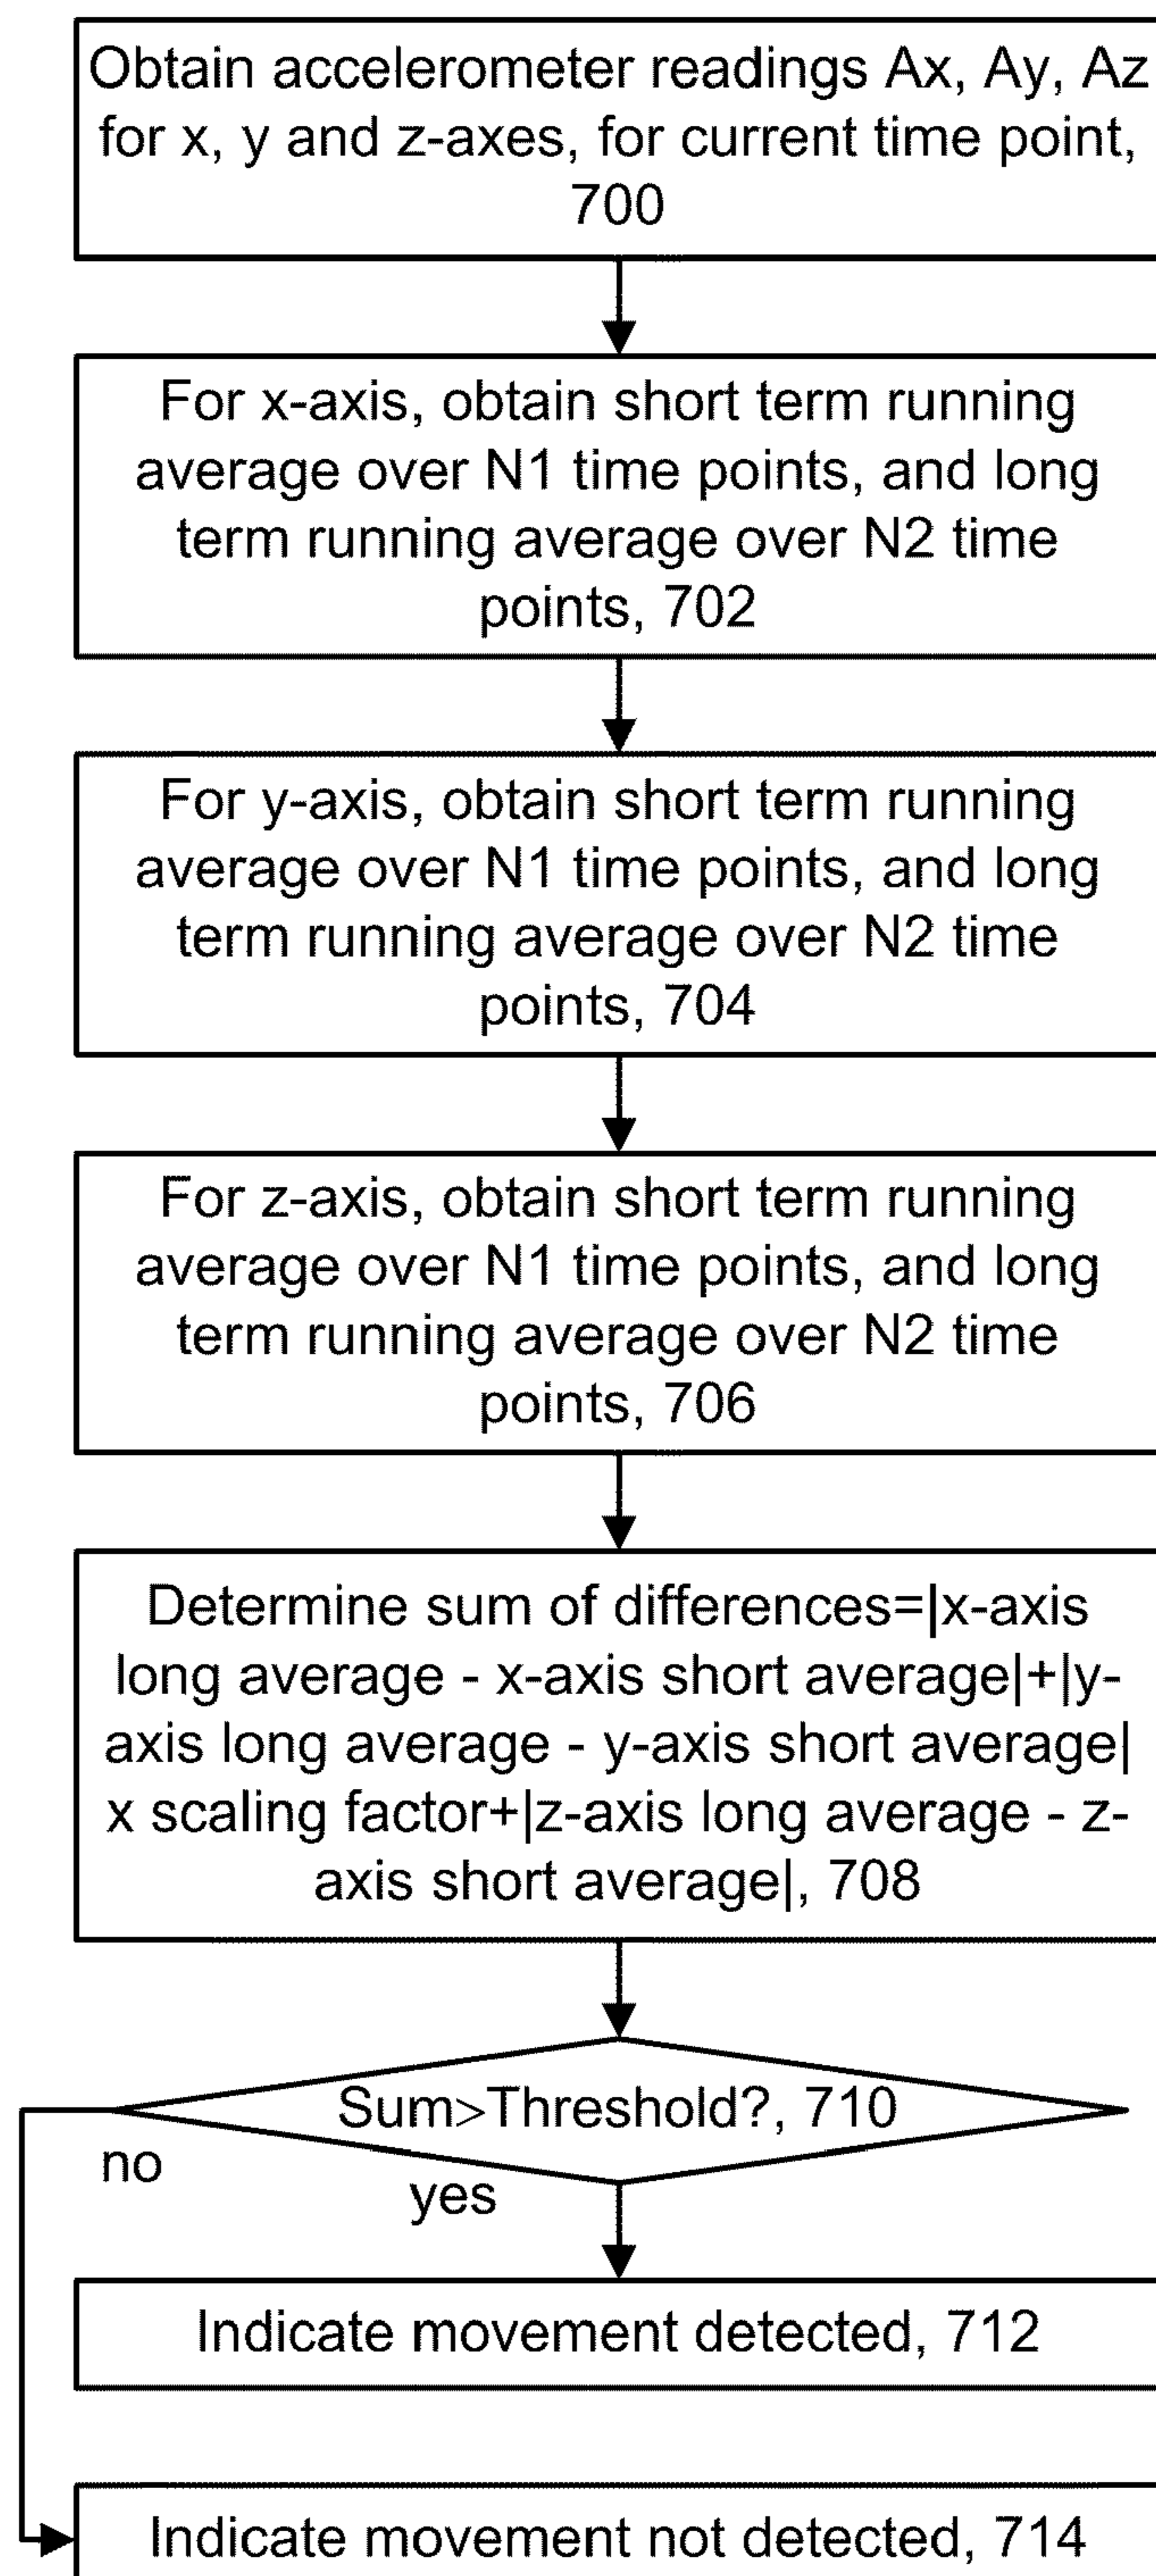 Obtain accelerometer readings Ax, Ay, Az
for x, y and z-axes, for current time point,
700
For x-axis, obtain short term running
average over N1 time points, and long
term running average over N2 time
points, 702
For y-axis, obtain short term running
average over N1 time points, and long
term running average over N2 time
points, 704
For z-axis, obtain short term running
average over N1 time points, and long
term running average over N2 time
points, 706
Determine sum of differences=|x-axis
long average - x-axis short average|+|y-
axis long average - y-axis short average|
x scaling factor+|z-axis long average - z-
axis short average|, 708
Sum>Threshold?, 710
no
yes
Indicate movement detected, 712
Indicate movement not detected, 714